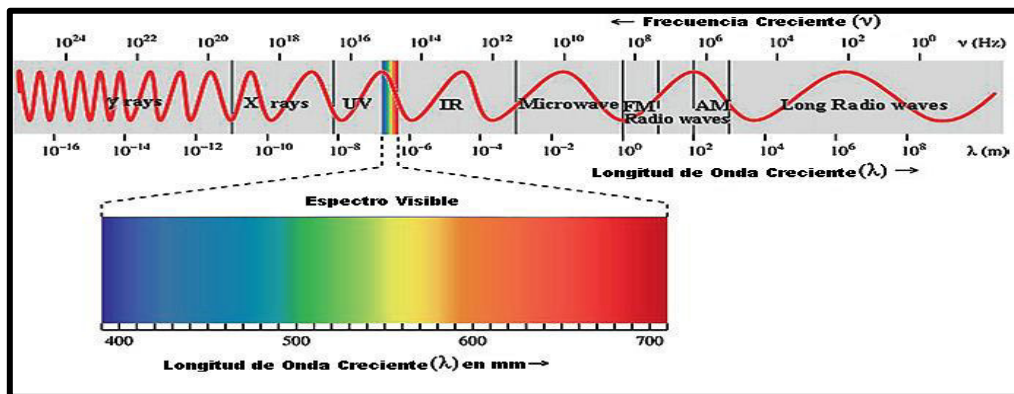 ← Frecuencia Creciente (ν)
10²⁴ 10²² 10²⁰ 10¹⁸ 10¹⁶ 10¹⁴ 10¹² 10¹⁰ 10⁸ 10⁶ 10⁴ 10² 10⁰ ν (Hz)
γ rays X rays UV IR Microwave FM AM Long Radio waves
Radio waves
10⁻¹⁶ 10⁻¹⁴ 10⁻¹² 10⁻¹⁰ 10⁻⁸ 10⁻⁶ 10⁻⁴ 10⁻² 10⁰ 10² 10⁴ 10⁶ 10⁸ λ (m)
Longitud de Onda Creciente (λ) →
Espectro Visible
400 500 600 700
Longitud de Onda Creciente (λ) en mm →